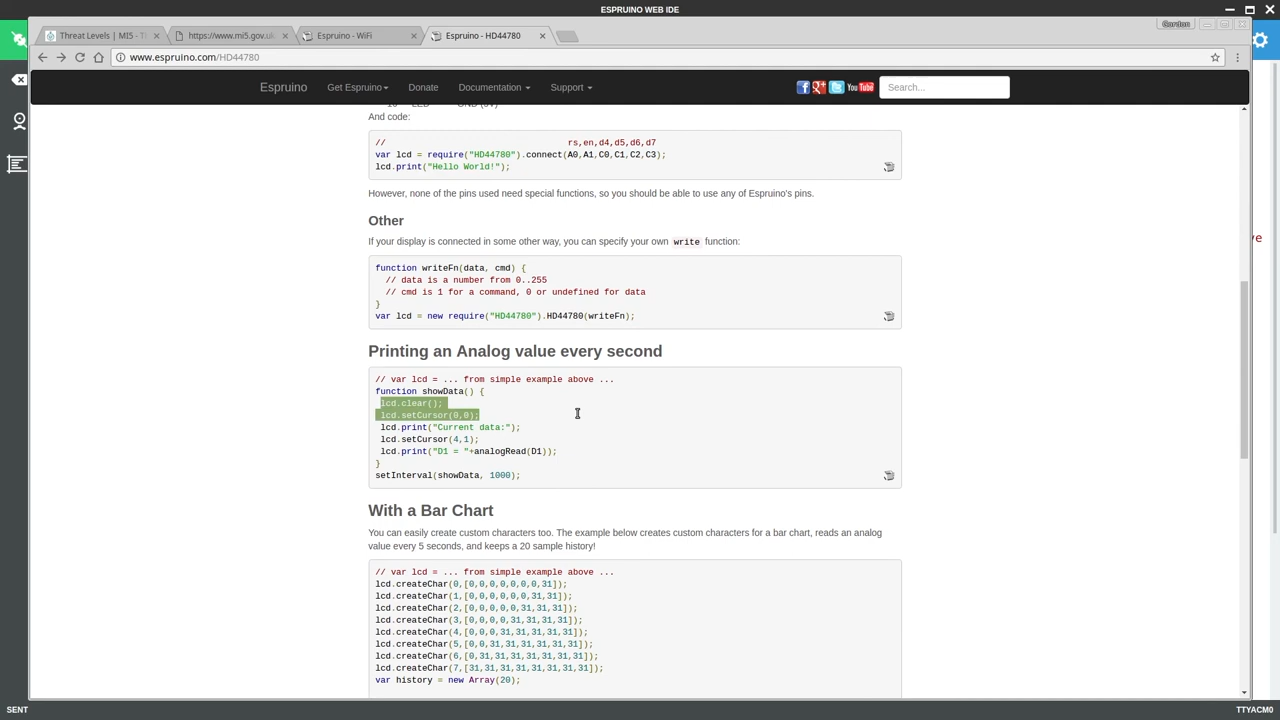 ESPRUINO WEB IDE
Gordon
Threat Levels | MI5 - T
https://www.mi5.gov.uk
Espruino - WiFi
Espruino - HD44780
www.espruino.com/HD44780
Espruino
Get Espruino
Donate
Documentation
Support
You Tube
Search...
And code:
// rs,en,d4,d5,d6,d7
var lcd = require("HD44780").connect(A0,A1,C0,C1,C2,C3);
lcd.print("Hello World!");
However, none of the pins used need special functions, so you should be able to use any of Espruino's pins.
Other
If your display is connected in some other way, you can specify your own write function:
function writeFn(data, cmd) {
// data is a number from 0..255
// cmd is 1 for a command, 0 or undefined for data
}
var lcd = new require("HD44780").HD44780(writeFn);
Printing an Analog value every second
// var lcd = ... from simple example above ...
function showData() {
lcd.clear();
lcd.setCursor(0,0);
lcd.print("Current data:");
lcd.setCursor(4,1);
lcd.print("D1 = "+analogRead(D1));
}
setInterval(showData, 1000);
With a Bar Chart
You can easily create custom characters too. The example below creates custom characters for a bar chart, reads an analog
value every 5 seconds, and keeps a 20 sample history!
// var lcd = ... from simple example above ...
lcd.createChar(0,[0,0,0,0,0,0,0,31]);
lcd.createChar(1,[0,0,0,0,0,0,31,31]);
lcd.createChar(2,[0,0,0,0,0,31,31,31]);
lcd.createChar(3,[0,0,0,0,31,31,31,31]);
lcd.createChar(4,[0,0,0,31,31,31,31,31]);
lcd.createChar(5,[0,0,31,31,31,31,31,31]);
lcd.createChar(6,[0,31,31,31,31,31,31,31]);
lcd.createChar(7,[31,31,31,31,31,31,31,31]);
var history = new Array(20);
SENT
TTYACM0